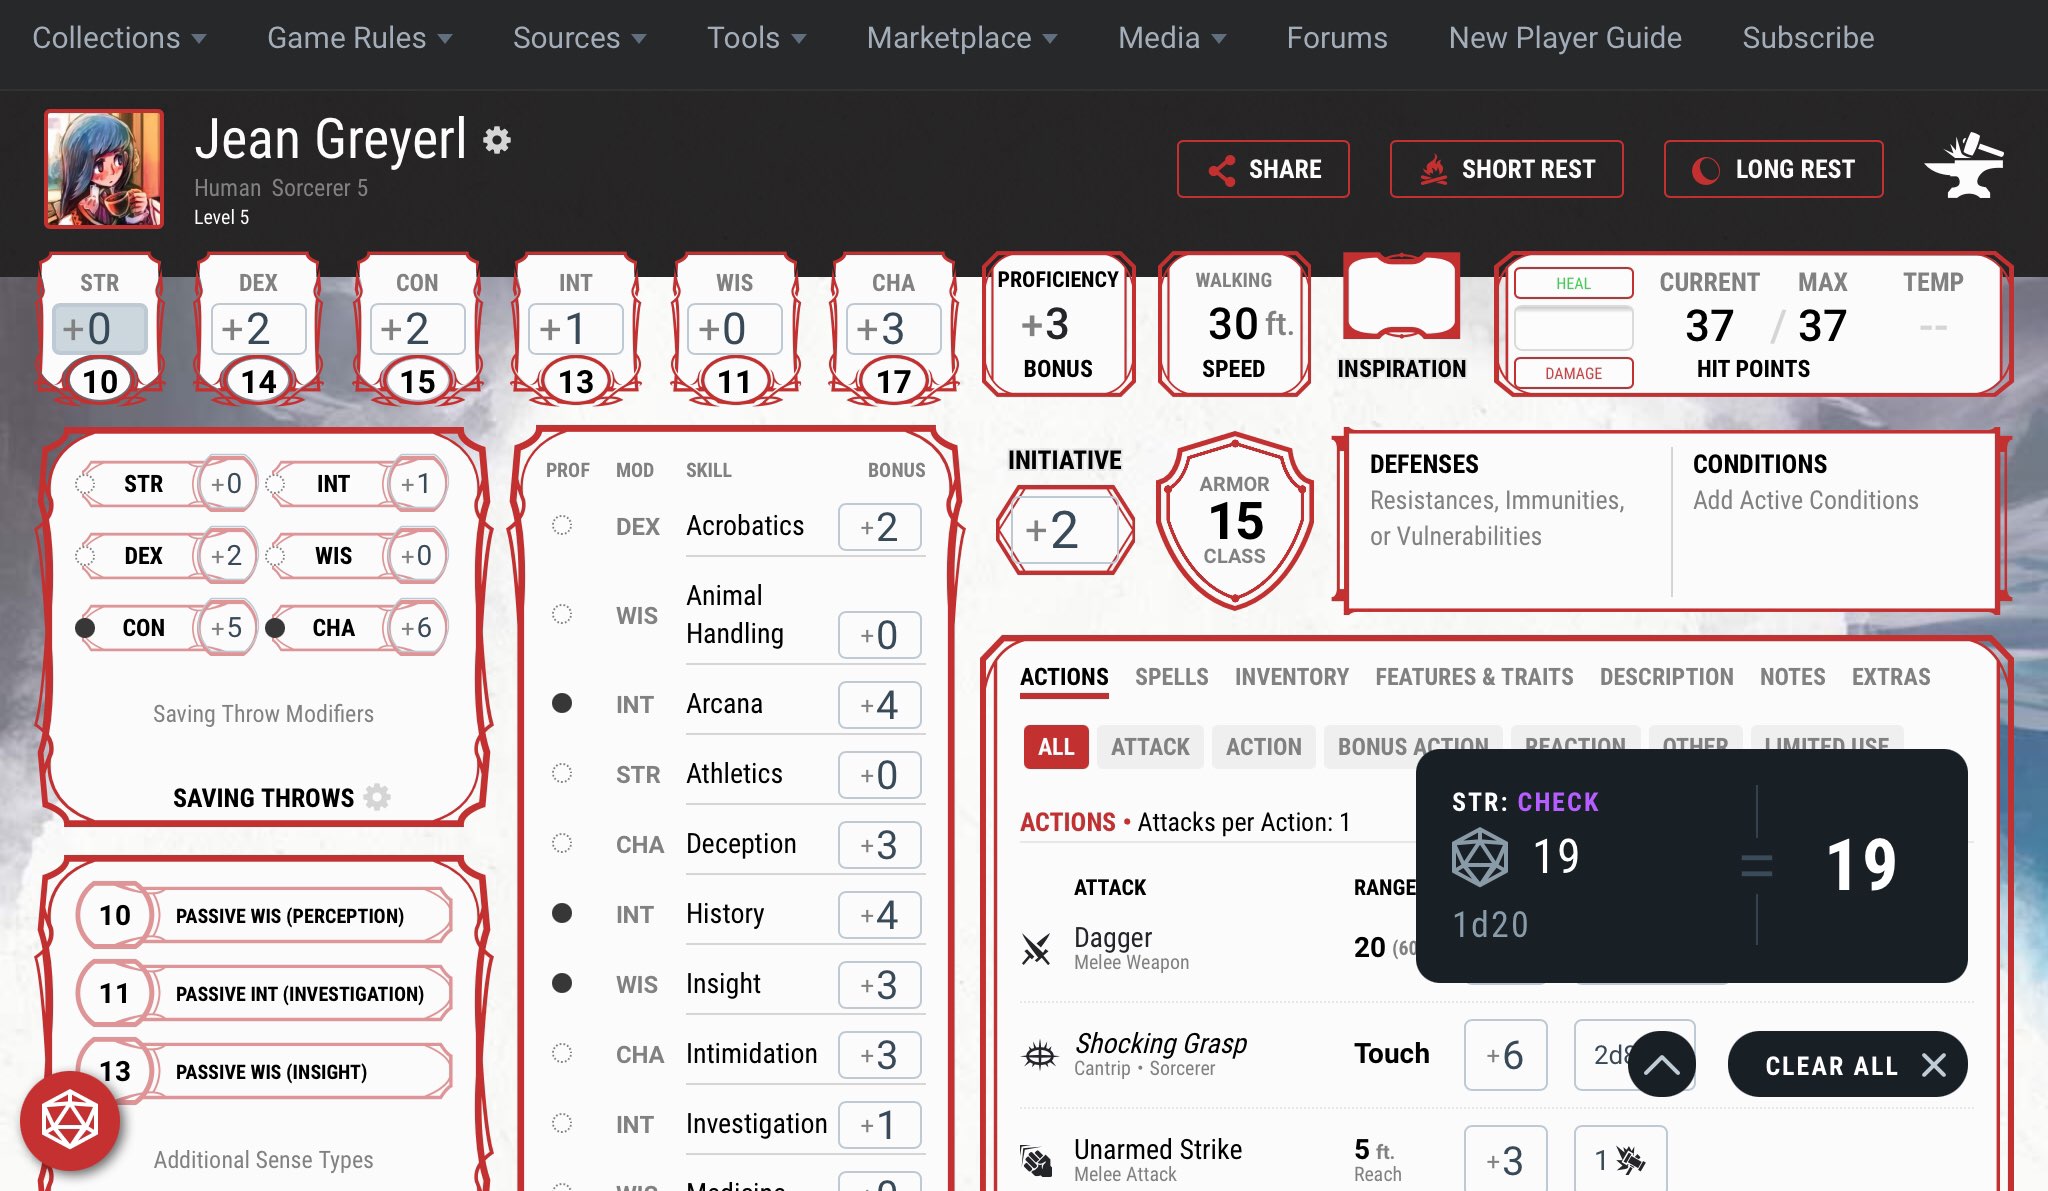 Collections Game Rules Sources Tools Marketplace Media Forums New Player Guide Subscribe
Jean Greyerl
Human Sorcerer 5
Level 5
SHARE
SHORT REST
LONG REST
STR
+0
10
DEX
+2
14
CON
+2
15
INT
+1
13
WIS
+0
11
CHA
+3
17
PROFICIENCY
+3
BONUS
WALKING
30 ft.
SPEED
INSPIRATION
HEAL
DAMAGE
CURRENT MAX TEMP
37 / 37 --
HIT POINTS
STR +0 INT +1
DEX +2 WIS +0
CON +5 CHA +6
Saving Throw Modifiers
SAVING THROWS
10 PASSIVE WIS (PERCEPTION)
11 PASSIVE INT (INVESTIGATION)
13 PASSIVE WIS (INSIGHT)
Additional Sense Types
PROF MOD SKILL BONUS
DEX Acrobatics +2
WIS Animal
Handling +0
INT Arcana +4
STR Athletics +0
CHA Deception +3
INT History +4
WIS Insight +3
CHA Intimidation +3
INT Investigation +1
INITIATIVE
+2
ARMOR
15
CLASS
DEFENSES
Resistances, Immunities,
or Vulnerabilities
CONDITIONS
Add Active Conditions
ACTIONS SPELLS INVENTORY FEATURES & TRAITS DESCRIPTION NOTES EXTRAS
ALL ATTACK ACTION BONUS ACTION REACTION OTHER LIMITED USE
ACTIONS • Attacks per Action: 1
ATTACK RANGE
Dagger 20 (60
Melee Weapon
Shocking Grasp Touch +6
Cantrip • Sorcerer
Unarmed Strike 5 ft. +3 1
Melee Attack Reach
STR: CHECK
19 = 19
1d20
CLEAR ALL